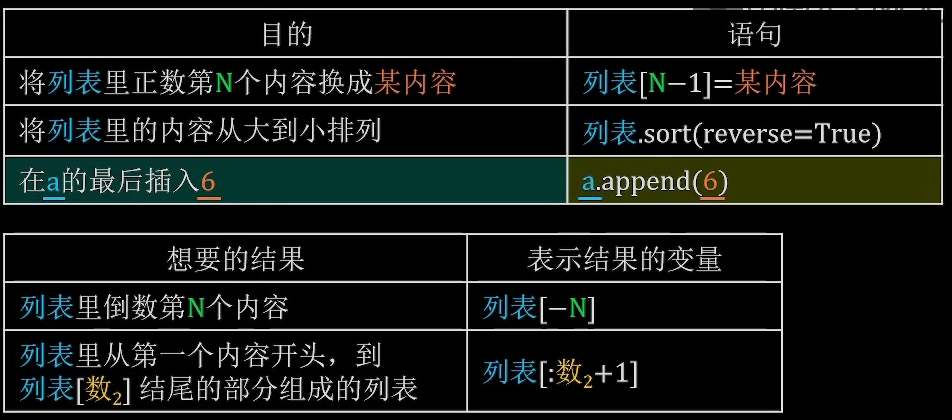 目的 语句
将列表里正数第N个内容换成某内容 列表[N−1]=某内容
将列表里的内容从大到小排列 列表.sort(reverse=True)
在a的最后插入6 a.append(6)
想要的结果 表示结果的变量
列表里倒数第N个内容 列表[−N]
列表里从第一个内容开头，到
列表[数₂] 结尾的部分组成的列表 列表[:数₂+1]